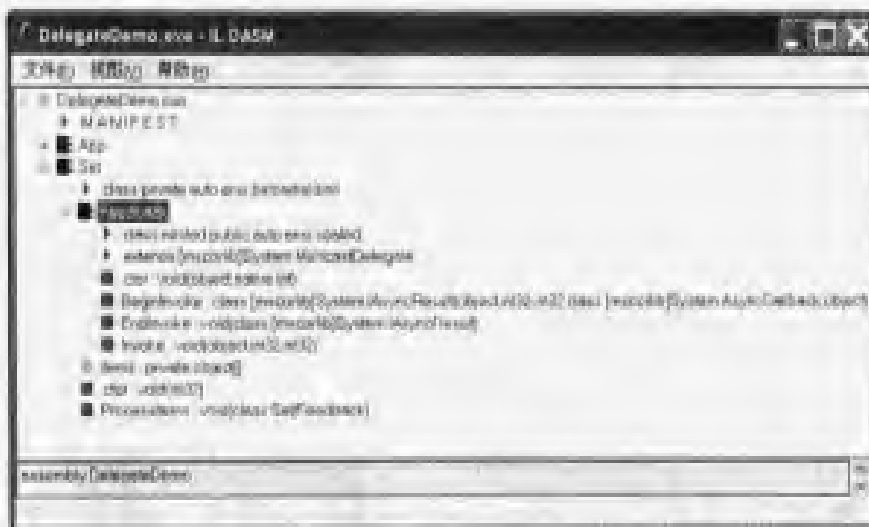 DelegateDemo.exe - IL DASM
文件(F) 视图(V) 帮助(H)
DelegateDemo.exe
MANIFEST
App
Set
class private auto ansi
Feedback
class nested public auto ansi sealed
extends [mscorlib]System.MulticastDelegate
.ctor : void(object,native int)
BeginInvoke : class [mscorlib]System.IAsyncResult(object,int32,int32,class [mscorlib]System.AsyncCallback,object)
EndInvoke : void(class [mscorlib]System.IAsyncResult)
Invoke : void(object,int32,int32)
items : private object[]
.ctor : void(int32)
ProcessItems : void(class Set/Feedback)
assembly DelegateDemo